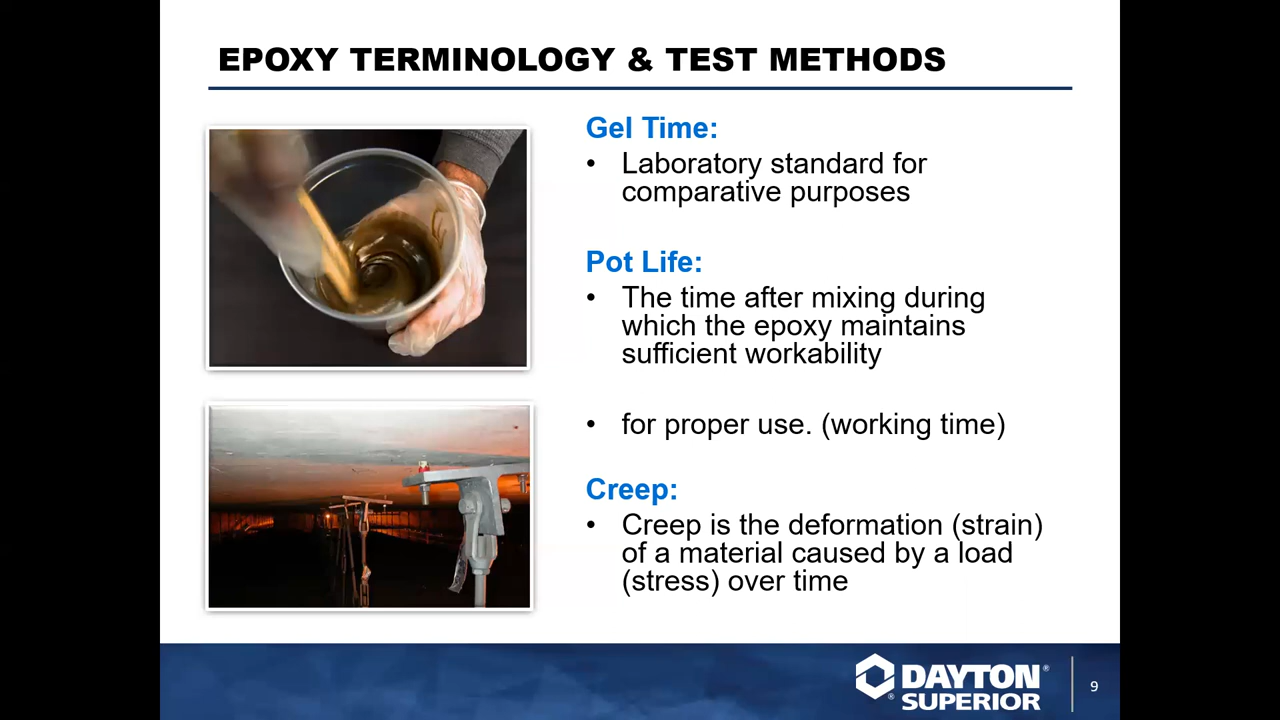 EPOXY TERMINOLOGY & TEST METHODS
Gel Time:
• Laboratory standard for
comparative purposes
Pot Life:
• The time after mixing during
which the epoxy maintains
sufficient workability
• for proper use. (working time)
Creep:
• Creep is the deformation (strain)
of a material caused by a load
(stress) over time
DAYTON®
®SUPERIOR
9